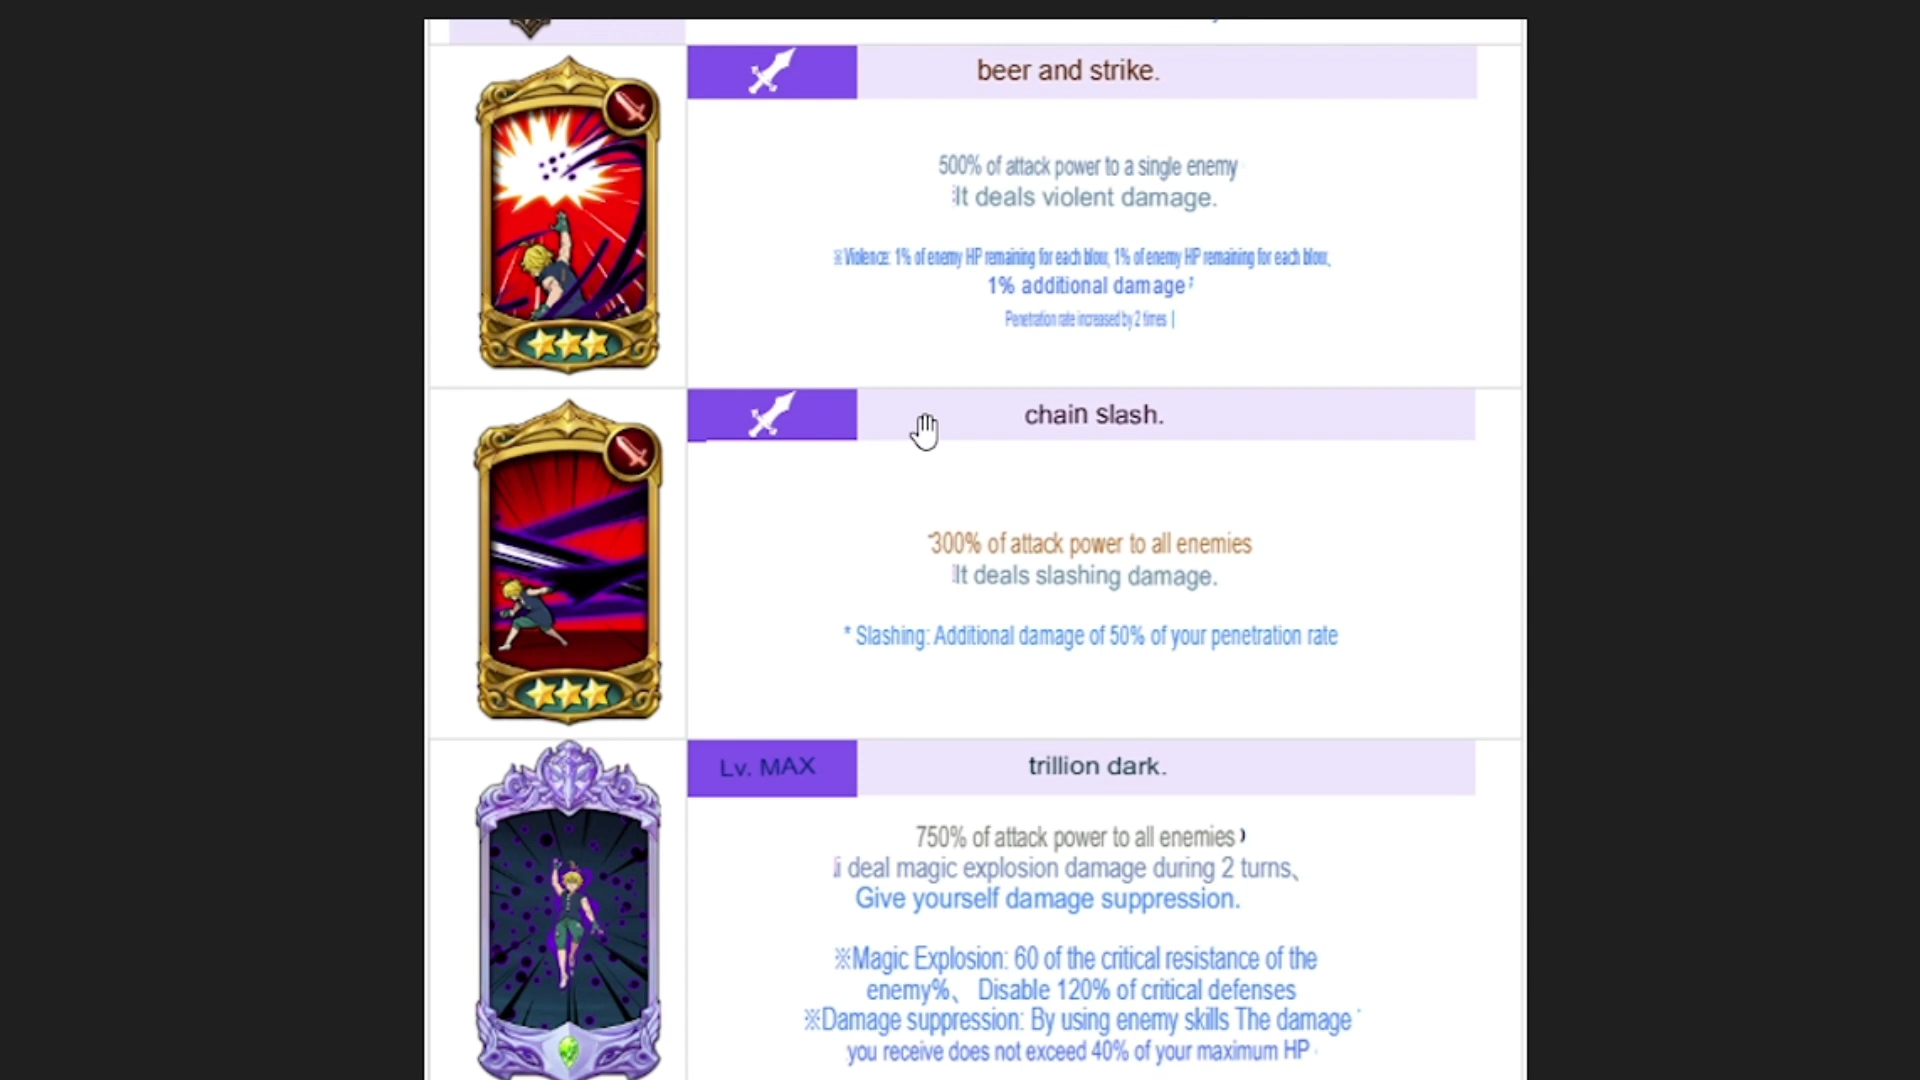 beer and strike.
500% of attack power to a single enemy
It deals violent damage.
※Violence: 1% of enemy HP remaining for each blow, 1% of enemy HP remaining for each blow,
1% additional damage
Penetration rate increased by 2 times
chain slash.
300% of attack power to all enemies
It deals slashing damage.
* Slashing: Additional damage of 50% of your penetration rate
Lv. MAX
trillion dark.
750% of attack power to all enemies
i deal magic explosion damage during 2 turns、
Give yourself damage suppression.
※Magic Explosion: 60 of the critical resistance of the
enemy%、 Disable 120% of critical defenses
※Damage suppression: By using enemy skills The damage
you receive does not exceed 40% of your maximum HP